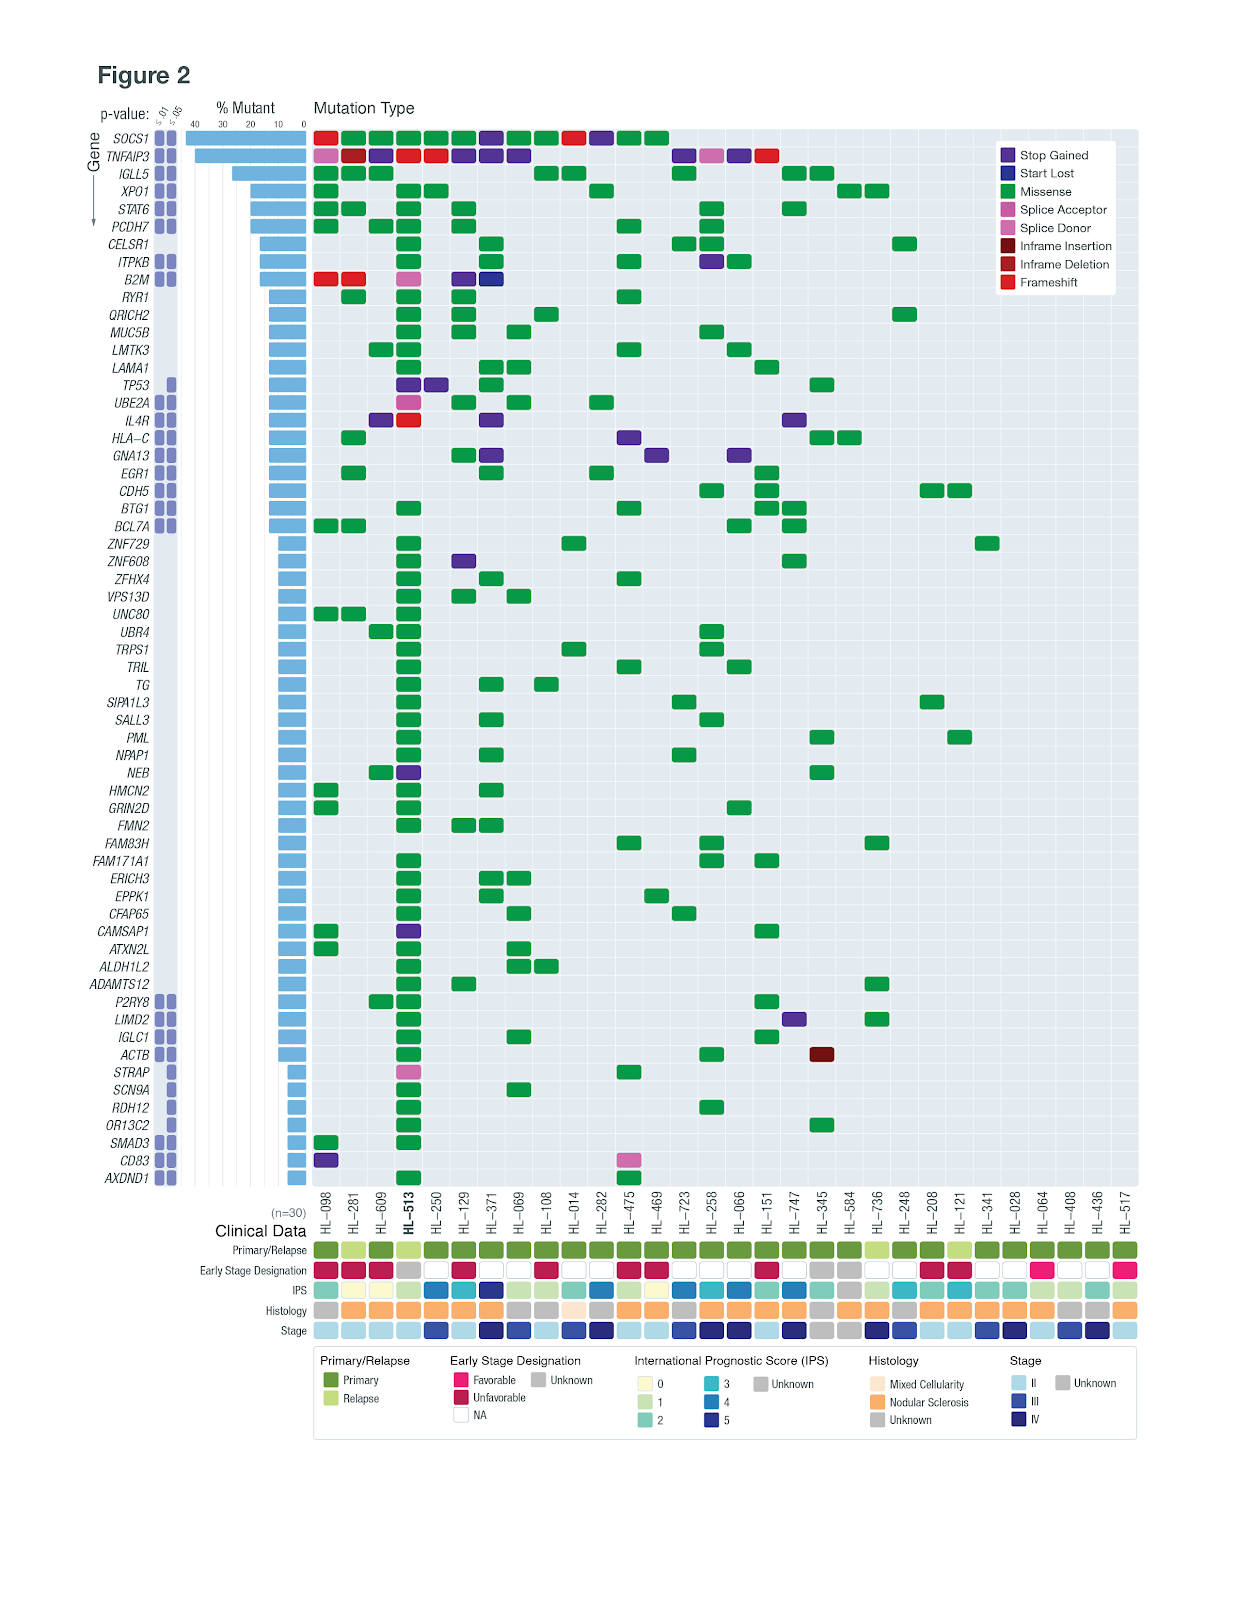 Figure 2
p-value:
≤ .01
≤ .05
% Mutant
Mutation Type
40 30 20 10 0
Gene
SOCS1
TNFAIP3
IGLL5
XPO1
STAT6
PCDH7
CELSR1
ITPKB
B2M
RYR1
QRICH2
MUC5B
LMTK3
LAMA1
TP53
UBE2A
IL4R
HLA–C
GNA13
EGR1
CDH5
BTG1
BCL7A
ZNF729
ZNF608
ZFHX4
VPS13D
UNC80
UBR4
TRPS1
TRIL
TG
SIPA1L3
SALL3
PML
NPAP1
NEB
HMCN2
GRIN2D
FMN2
FAM83H
FAM171A1
ERICH3
EPPK1
CFAP65
CAMSAP1
ATXN2L
ALDH1L2
ADAMTS12
P2RY8
LIMD2
IGLC1
ACTB
STRAP
SCN9A
RDH12
OR13C2
SMAD3
CD83
AXDND1
Stop Gained
Start Lost
Missense
Splice Acceptor
Splice Donor
Inframe Insertion
Inframe Deletion
Frameshift
HL–098
HL–281
HL–609
HL–513
HL–250
HL–129
HL–371
HL–069
HL–108
HL–014
HL–282
HL–475
HL–469
HL–723
HL–258
HL–066
HL–151
HL–747
HL–345
HL–584
HL–736
HL–248
HL–208
HL–121
HL–341
HL–028
HL–064
HL–408
HL–436
HL–517
(n=30)
Clinical Data
Primary/Relapse
Early Stage Designation
IPS
Histology
Stage
Primary/Relapse
Primary
Relapse
Early Stage Designation
Favorable Unknown
Unfavorable
NA
International Prognostic Score (IPS)
0 3 Unknown
1 4
2 5
Histology
Mixed Cellularity
Nodular Sclerosis
Unknown
Stage
II Unknown
III
IV